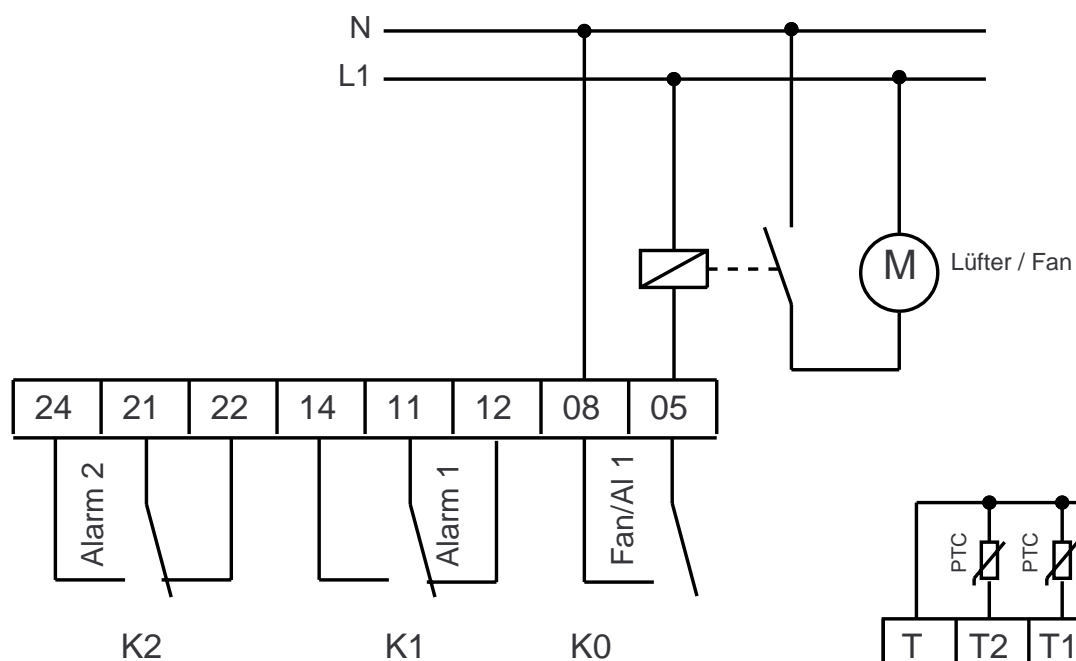 N
L1
M
Lüfter / Fan
24 21 22 14 11 12 08 05
Alarm 2
Alarm 1
Fan/Al 1
PTC
PTC
K2 K1 K0
T T2 T1